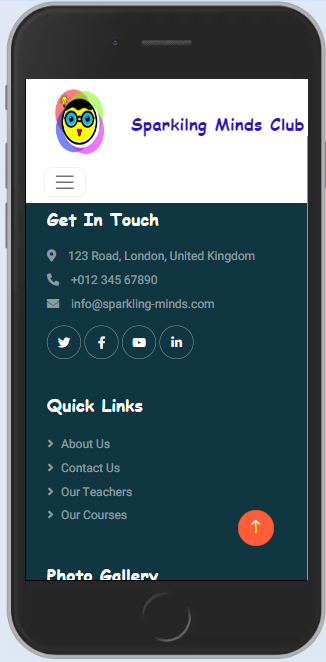 Sparkilng Minds Club
Get In Touch
123 Road, London, United Kingdom
+012 345 67890
info@sparkling-minds.com
Quick Links
About Us
Contact Us
Our Teachers
Our Courses
Photo Gallery